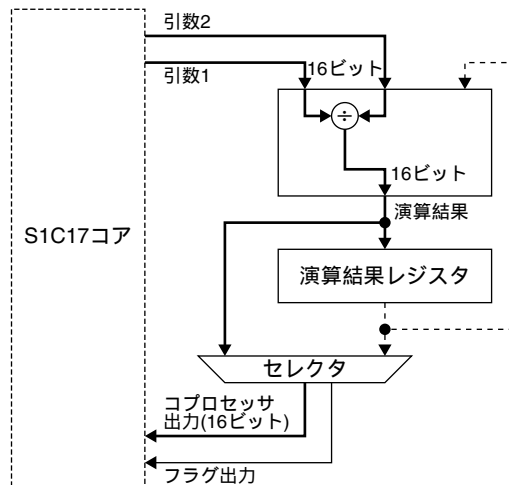 引数2
引数1
16ビット
÷
16ビット
演算結果
S1C17コア
演算結果レジスタ
セレクタ
コプロセッサ
出力(16ビット)
フラグ出力